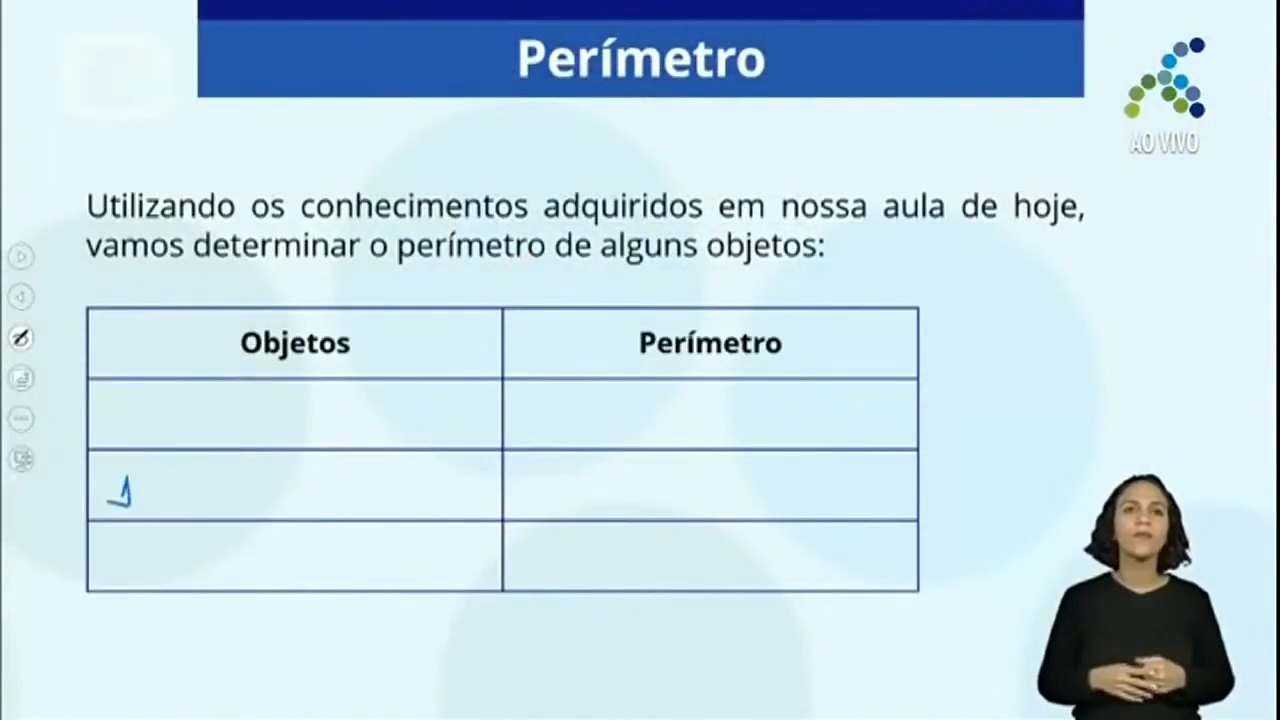 Perímetro
AO VIVO
Utilizando os conhecimentos adquiridos em nossa aula de hoje,
vamos determinar o perímetro de alguns objetos:
Objetos
Perímetro